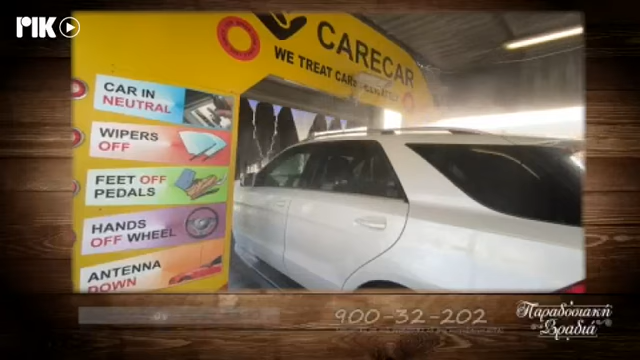 ΡΙΚ
CARECAR
WE TREAT CARS
CAR IN
NEUTRAL
WIPERS
OFF
FEET OFF
PEDALS
HANDS
OFF WHEEL
ANTENNA
DOWN
900-32-202
Παραδοσιακή
Βραδιά